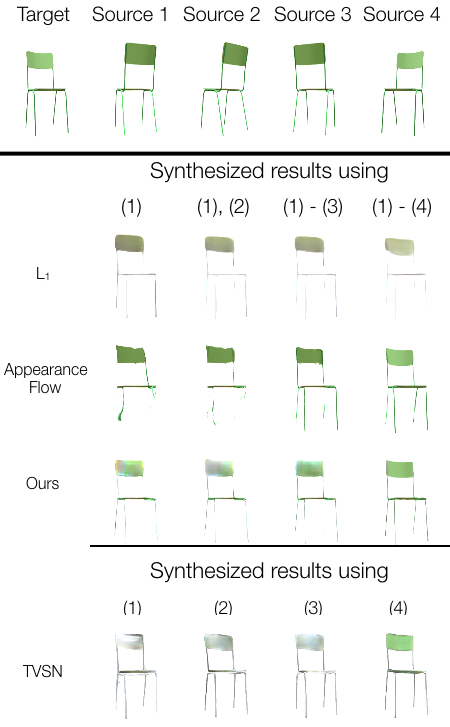 Target Source 1 Source 2 Source 3 Source 4
Synthesized results using
(1) (1), (2) (1) - (3) (1) - (4)
L₁
Appearance
Flow
Ours
Synthesized results using
(1) (2) (3) (4)
TVSN